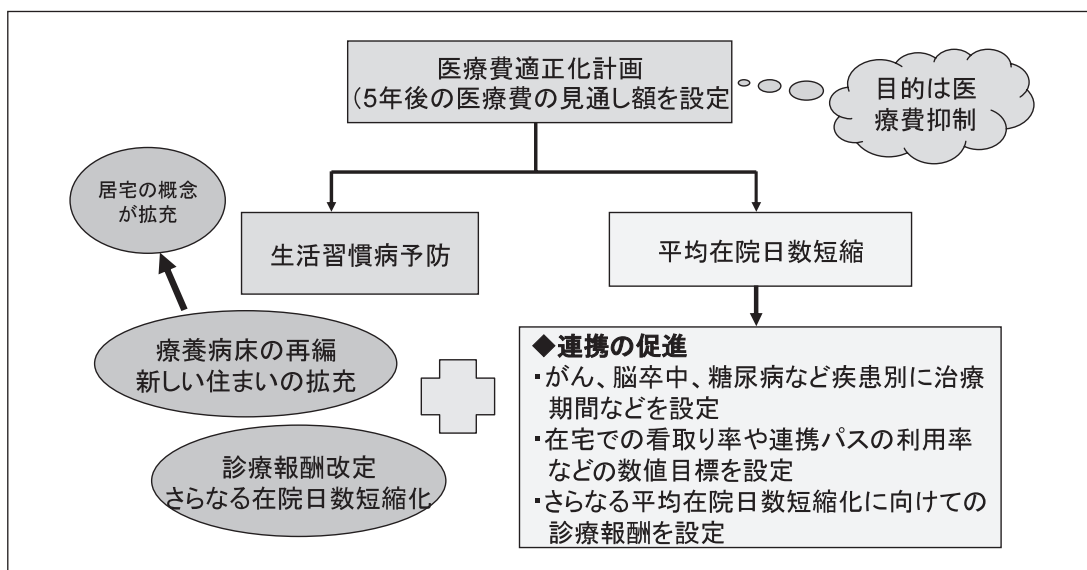 医療費適正化計画
（5年後の医療費の見通し額を設定
目的は医
療費抑制
居宅の概念
が拡充
生活習慣病予防
平均在院日数短縮
療養病床の再編
新しい住まいの拡充
診療報酬改定
さらなる在院日数短縮化
◆連携の促進
・がん、脳卒中、糖尿病など疾患別に治療
期間などを設定
・在宅での看取り率や連携パスの利用率
などの数値目標を設定
・さらなる平均在院日数短縮化に向けての
診療報酬を設定